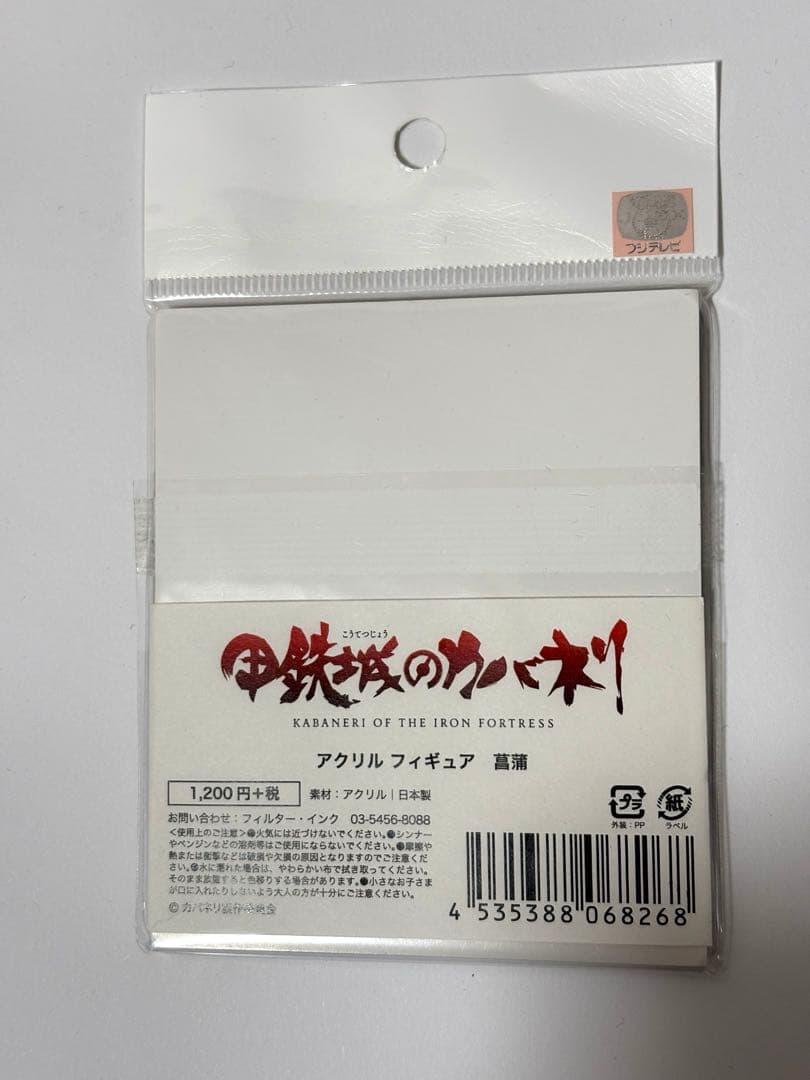 フジテレビ
こうてつじょう
甲鉄城のカバネリ
KABANERI OF THE IRON FORTRESS
アクリル フィギュア 菖蒲
1,200円+税 素材：アクリル｜日本製
プラ
外装：PP
紙
ラベル
お問い合わせ：フィルター・インク 03-5456-8088
＜使用上のご注意＞●火気には近づけないでください。●シンナー
やベンジンなどの溶剤等はご使用にならないでください。●摩擦や
熱または衝撃などは破損や欠損の原因となりますのでご注意くださ
い。●水に濡れた場合は、やわらかい布で拭き取ってください。
そのまま放置すると色移りする場合があります。●小さなお子さま
が口に入れたりしないよう大人の方が十分にご注意ください。
© カバネリ製作委員会
4 535388 068268